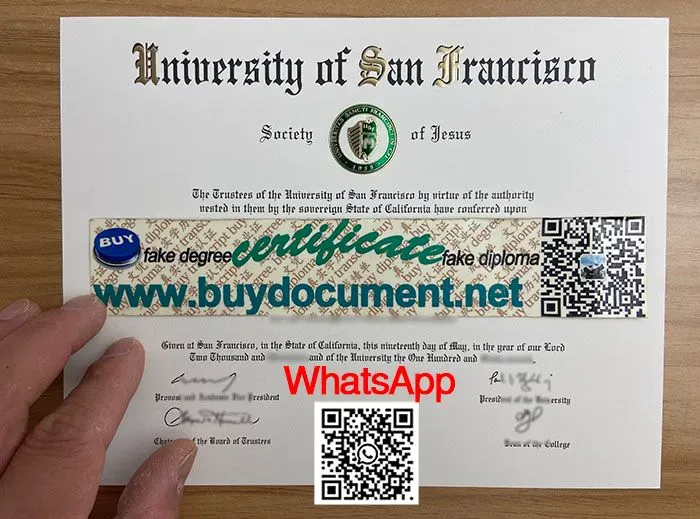 University of San Francisco
Society of Jesus
The Trustees of the University of San Francisco by virtue of the authority
vested in them by the sovereign State of California have conferred upon
BUY fake degree certificate fake diploma
www.buydocument.net
Given at San Francisco, in the State of California, this nineteenth day of May, in the year of our Lord
Two Thousand and and of the University the One Hundred and
WhatsApp
Provost and Academic Vice President
President of the University
Chairman of the Board of Trustees
Dean of the College